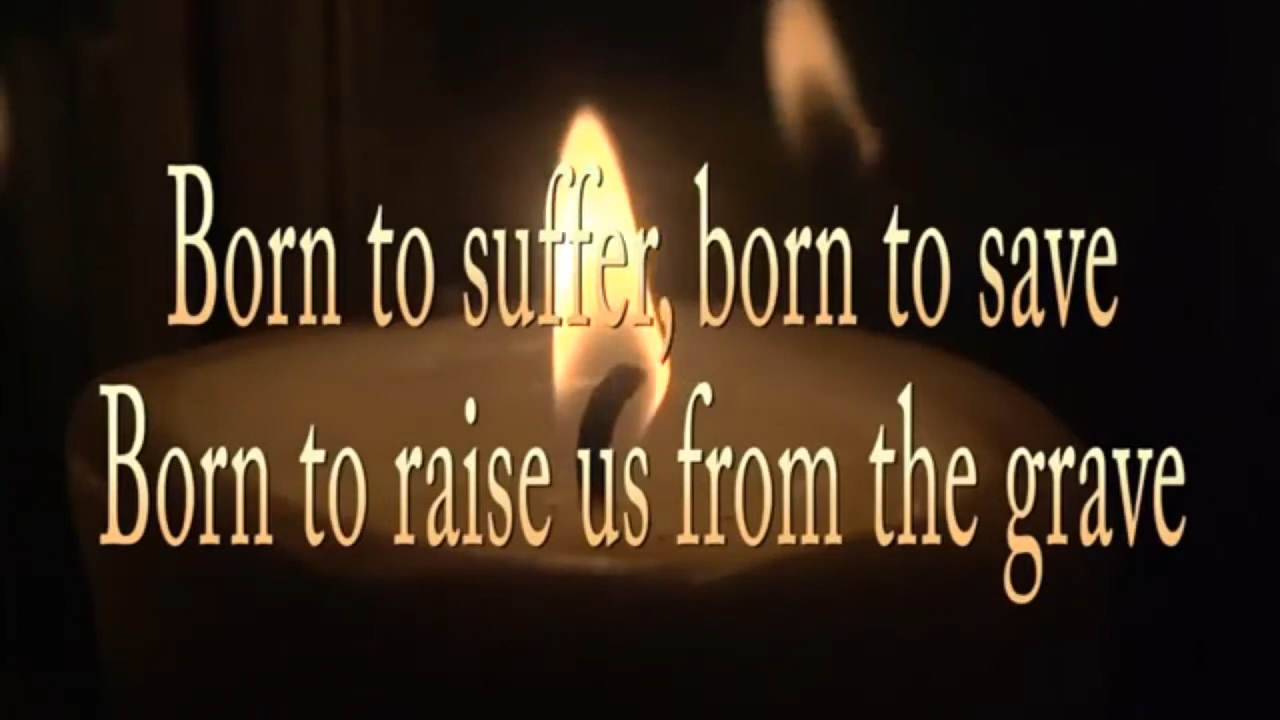 Born to suffer, born to save
Born to raise us from the grave